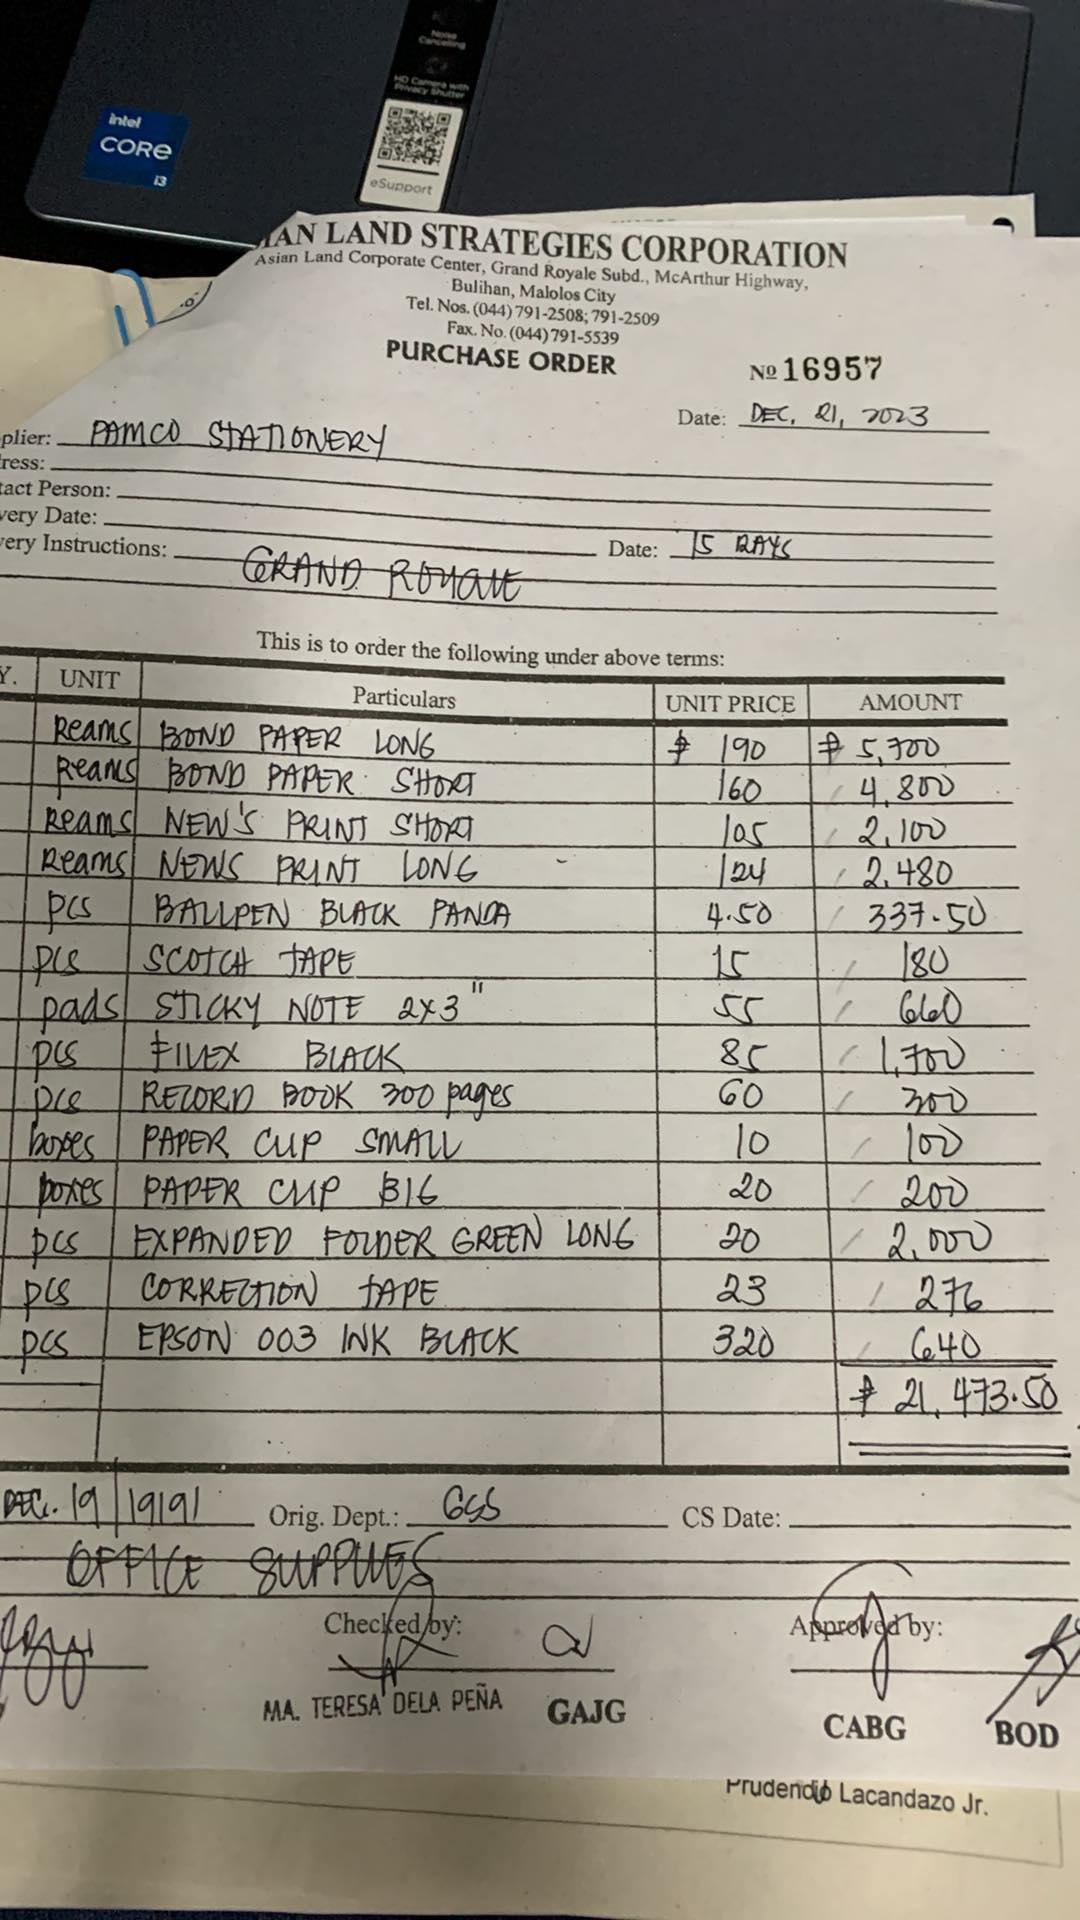 Noise
Cancelling
HD Camera with
Privacy Shutter
intel
CORE
i3
eSupport
IAN LAND STRATEGIES CORPORATION
Asian Land Corporate Center, Grand Royale Subd., McArthur Highway,
Bulihan, Malolos City
Tel. Nos. (044) 791-2508; 791-2509
Fax. No. (044) 791-5539
PURCHASE ORDER
№ 16957
Date: DEC. 21, 2023
plier: PAMCO STATIONERY
ress:
tact Person:
very Date:
very Instructions: Date: 15 DAYS
GRAND ROYALE
This is to order the following under above terms:
Y. UNIT Particulars UNIT PRICE AMOUNT
Reams BOND PAPER LONG ₱ 190 ₱ 5,700
Reams BOND PAPER SHORT 160 4,800
Reams NEW'S PRINT SHORT 105 2,100
Reams NEWS PRINT LONG 124 2,480
pcs BALLPEN BLACK PANDA 4.50 337.50
pcs SCOTCH TAPE 15 180
pads STICKY NOTE 2x3" 55 660
pcs FILEX BLACK 85 1,700
pcs RECORD BOOK 300 pages 60 300
boxes PAPER CLIP SMALL 10 100
boxes PAPER CLIP BIG 20 200
pcs EXPANDED FOLDER GREEN LONG 20 2,000
pcs CORRECTION TAPE 23 276
pcs EPSON 003 INK BLACK 320 640
₱ 21,473.50
DEC. 19 | 19191 Orig. Dept.: GSS CS Date:
OFFICE SUPPLIES
Checked by: Approved by:
MA. TERESA DELA PEÑA GAJG CABG BOD
Prudencio Lacandazo Jr.